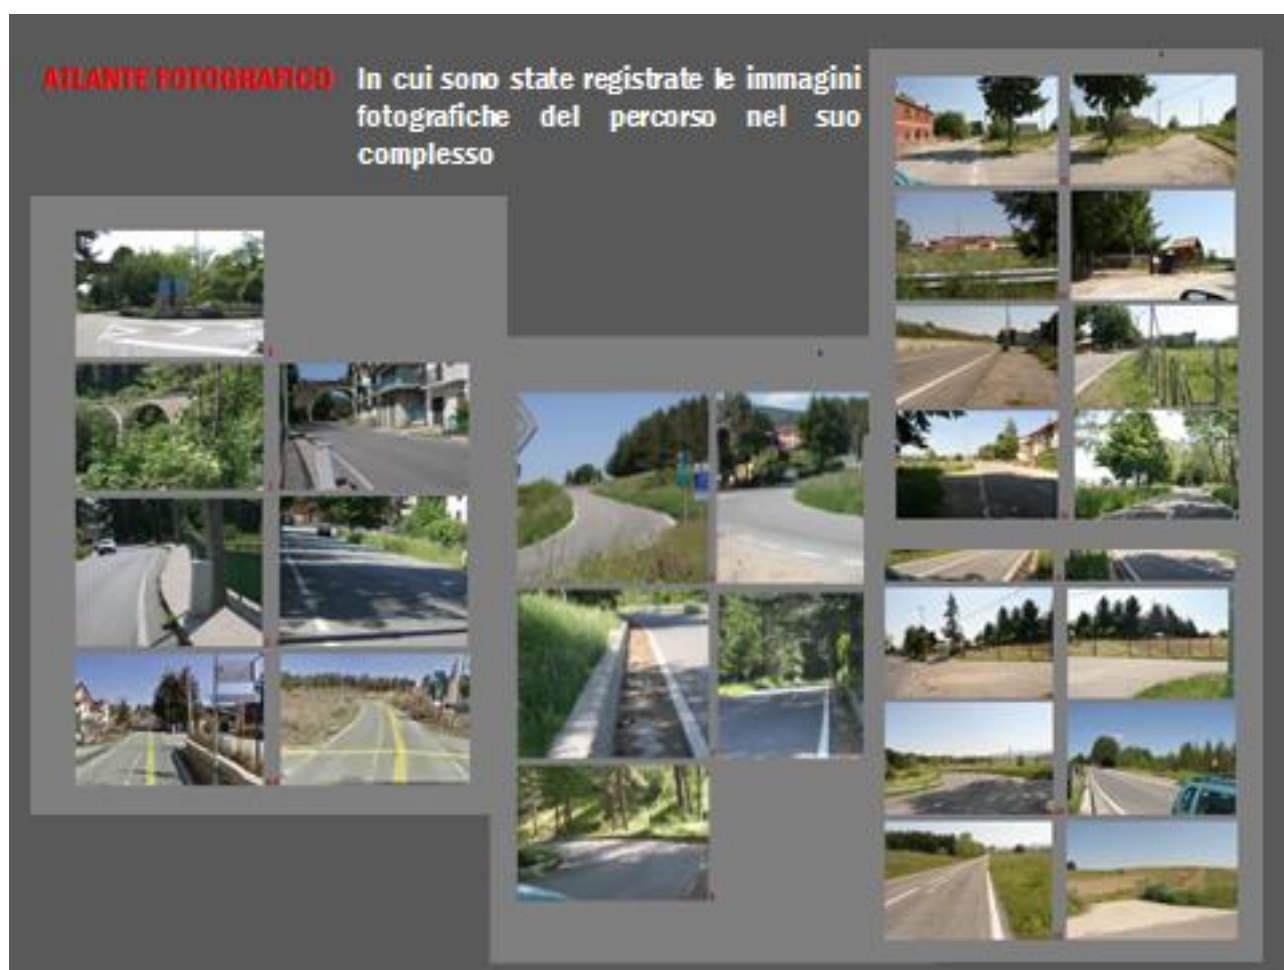 ATLANTE FOTOGRAFICO
In cui sono state registrate le immagini
fotografiche del percorso nel suo
complesso